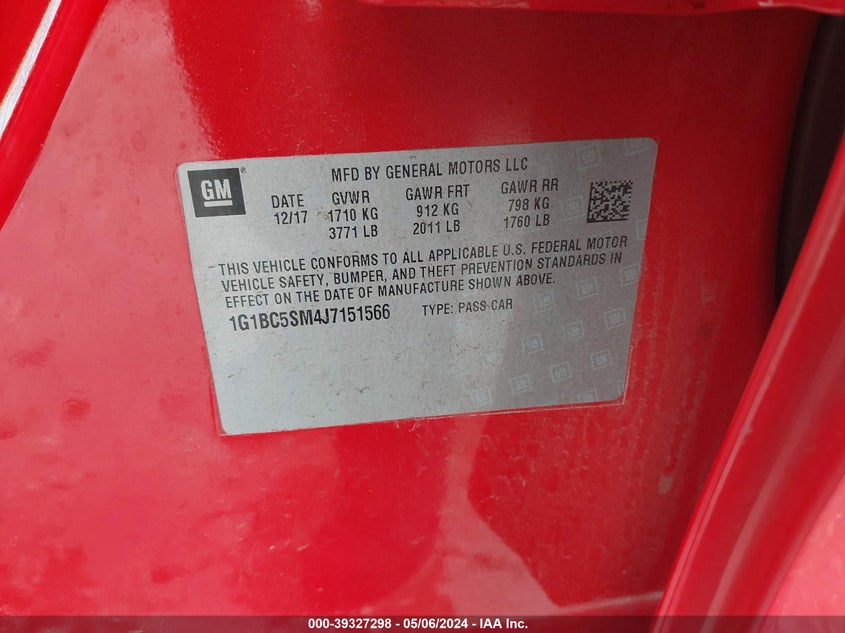 MFD BY GENERAL MOTORS LLC
GM
DATE GVWR GAWR FRT GAWR RR
12/17 1710 KG 912 KG 798 KG
3771 LB 2011 LB 1760 LB
THIS VEHICLE CONFORMS TO ALL APPLICABLE U.S. FEDERAL MOTOR
VEHICLE SAFETY, BUMPER, AND THEFT PREVENTION STANDARDS IN
EFFECT ON THE DATE OF MANUFACTURE SHOWN ABOVE.
1G1BC5SM4J7151566 TYPE: PASS CAR
000-39327298 - 05/06/2024 - IAA Inc.